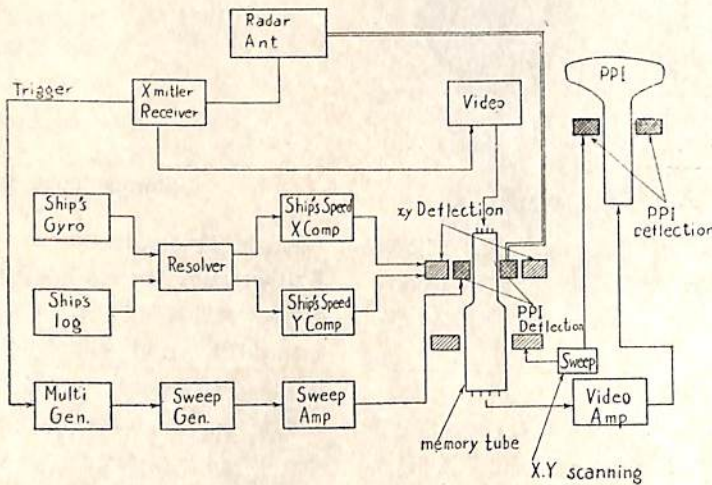 Radar
Ant
Trigger
Xmitler
Receiver
Video
PPI
PPI
deflection
Ship's
Gyro
Ship's Speed
X Comp
xy Deflection
Resolver
Ship's
log
Ship's Speed
Y Comp
PPI
Deflection
Sweep
Multi
Gen.
Sweep
Gen.
Sweep
Amp
Video
Amp
memory tube
X.Y scanning